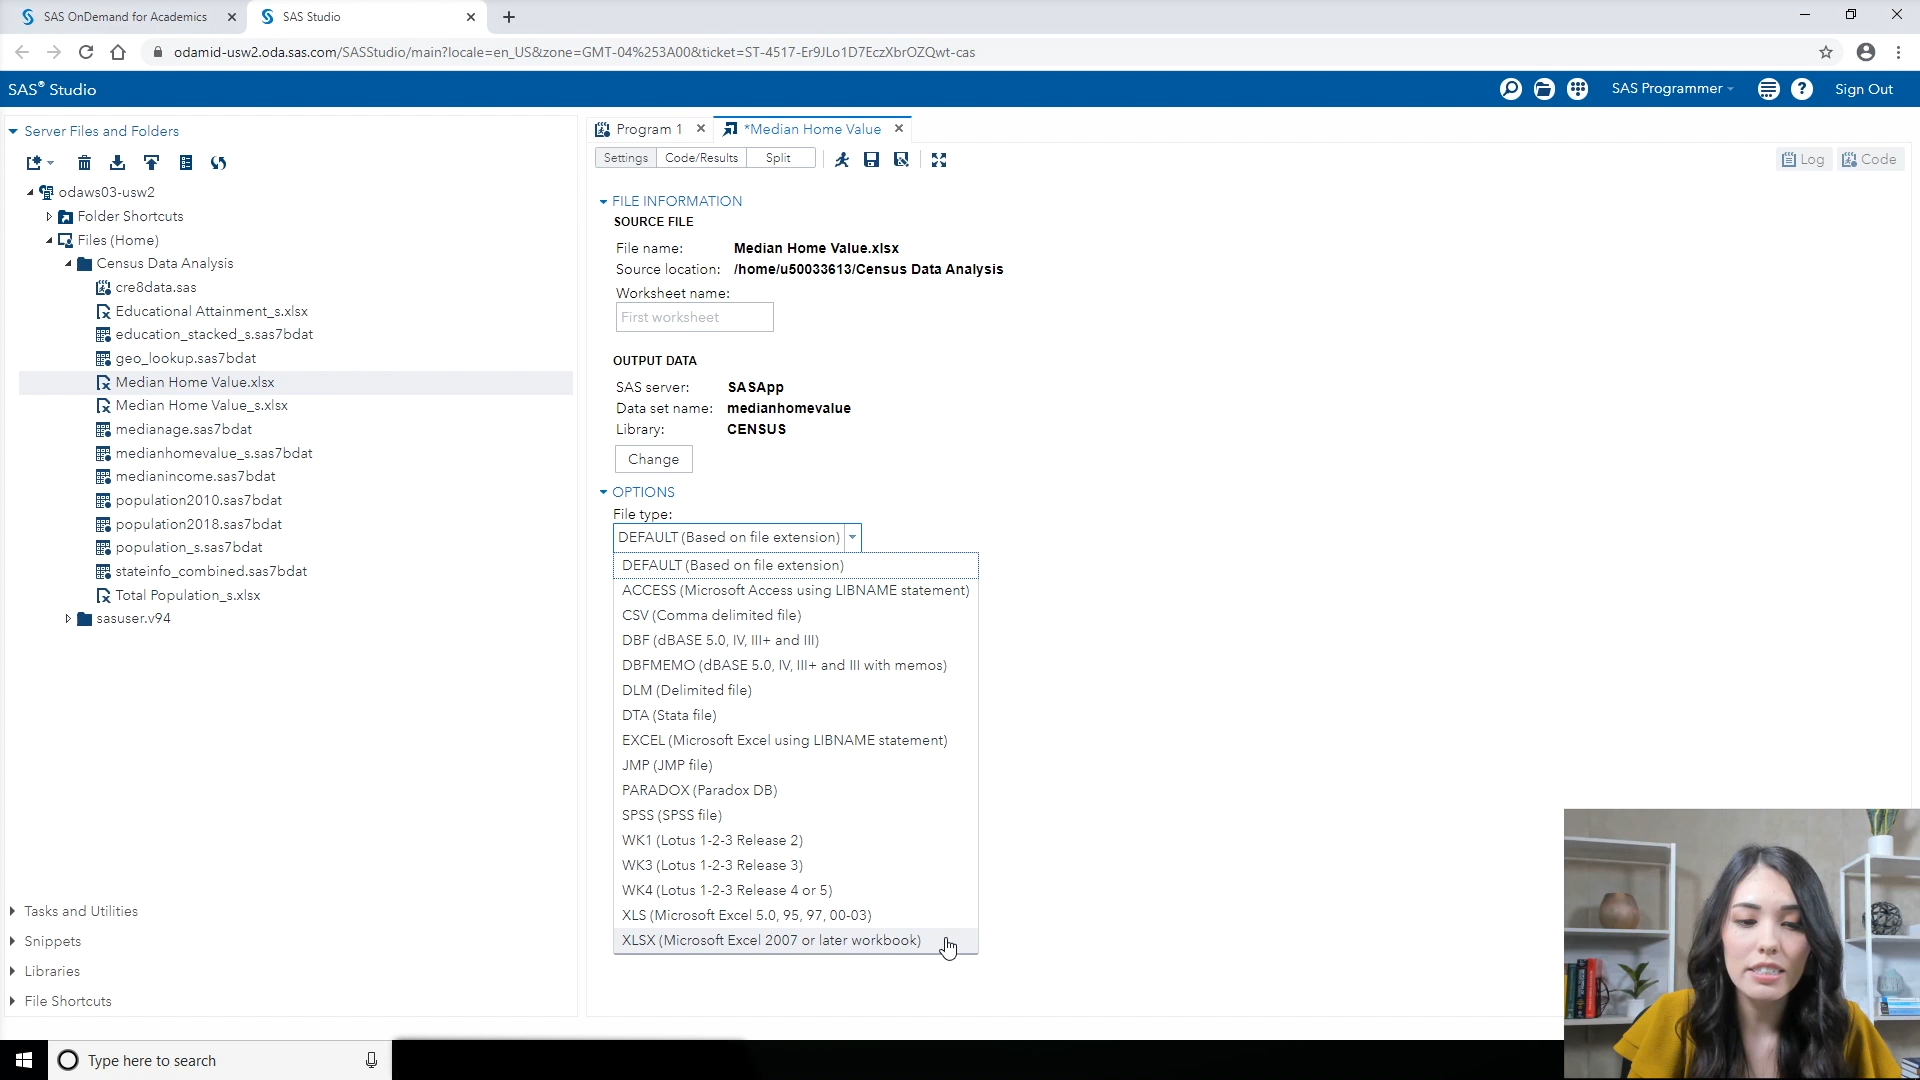 SAS OnDemand for Academics
SAS Studio
odamid-usw2.oda.sas.com/SASStudio/main?locale=en_US&zone=GMT-04%253A00&ticket=ST-4517-Er9JLo1D7EczXbrOZQwt-cas
SAS® Studio
SAS Programmer
Sign Out
Server Files and Folders
odaws03-usw2
Folder Shortcuts
Files (Home)
Census Data Analysis
cre8data.sas
Educational Attainment_s.xlsx
education_stacked_s.sas7bdat
geo_lookup.sas7bdat
Median Home Value.xlsx
Median Home Value_s.xlsx
medianage.sas7bdat
medianhomevalue_s.sas7bdat
medianincome.sas7bdat
population2010.sas7bdat
population2018.sas7bdat
population_s.sas7bdat
stateinfo_combined.sas7bdat
Total Population_s.xlsx
sasuser.v94
Tasks and Utilities
Snippets
Libraries
File Shortcuts
Program 1
*Median Home Value
Settings Code/Results Split
Log Code
FILE INFORMATION
SOURCE FILE
File name: Median Home Value.xlsx
Source location: /home/u50033613/Census Data Analysis
Worksheet name:
First worksheet
OUTPUT DATA
SAS server: SASApp
Data set name: medianhomevalue
Library: CENSUS
Change
OPTIONS
File type:
DEFAULT (Based on file extension)
DEFAULT (Based on file extension)
ACCESS (Microsoft Access using LIBNAME statement)
CSV (Comma delimited file)
DBF (dBASE 5.0, IV, III+ and III)
DBFMEMO (dBASE 5.0, IV, III+ and III with memos)
DLM (Delimited file)
DTA (Stata file)
EXCEL (Microsoft Excel using LIBNAME statement)
JMP (JMP file)
PARADOX (Paradox DB)
SPSS (SPSS file)
WK1 (Lotus 1-2-3 Release 2)
WK3 (Lotus 1-2-3 Release 3)
WK4 (Lotus 1-2-3 Release 4 or 5)
XLS (Microsoft Excel 5.0, 95, 97, 00-03)
XLSX (Microsoft Excel 2007 or later workbook)
Type here to search